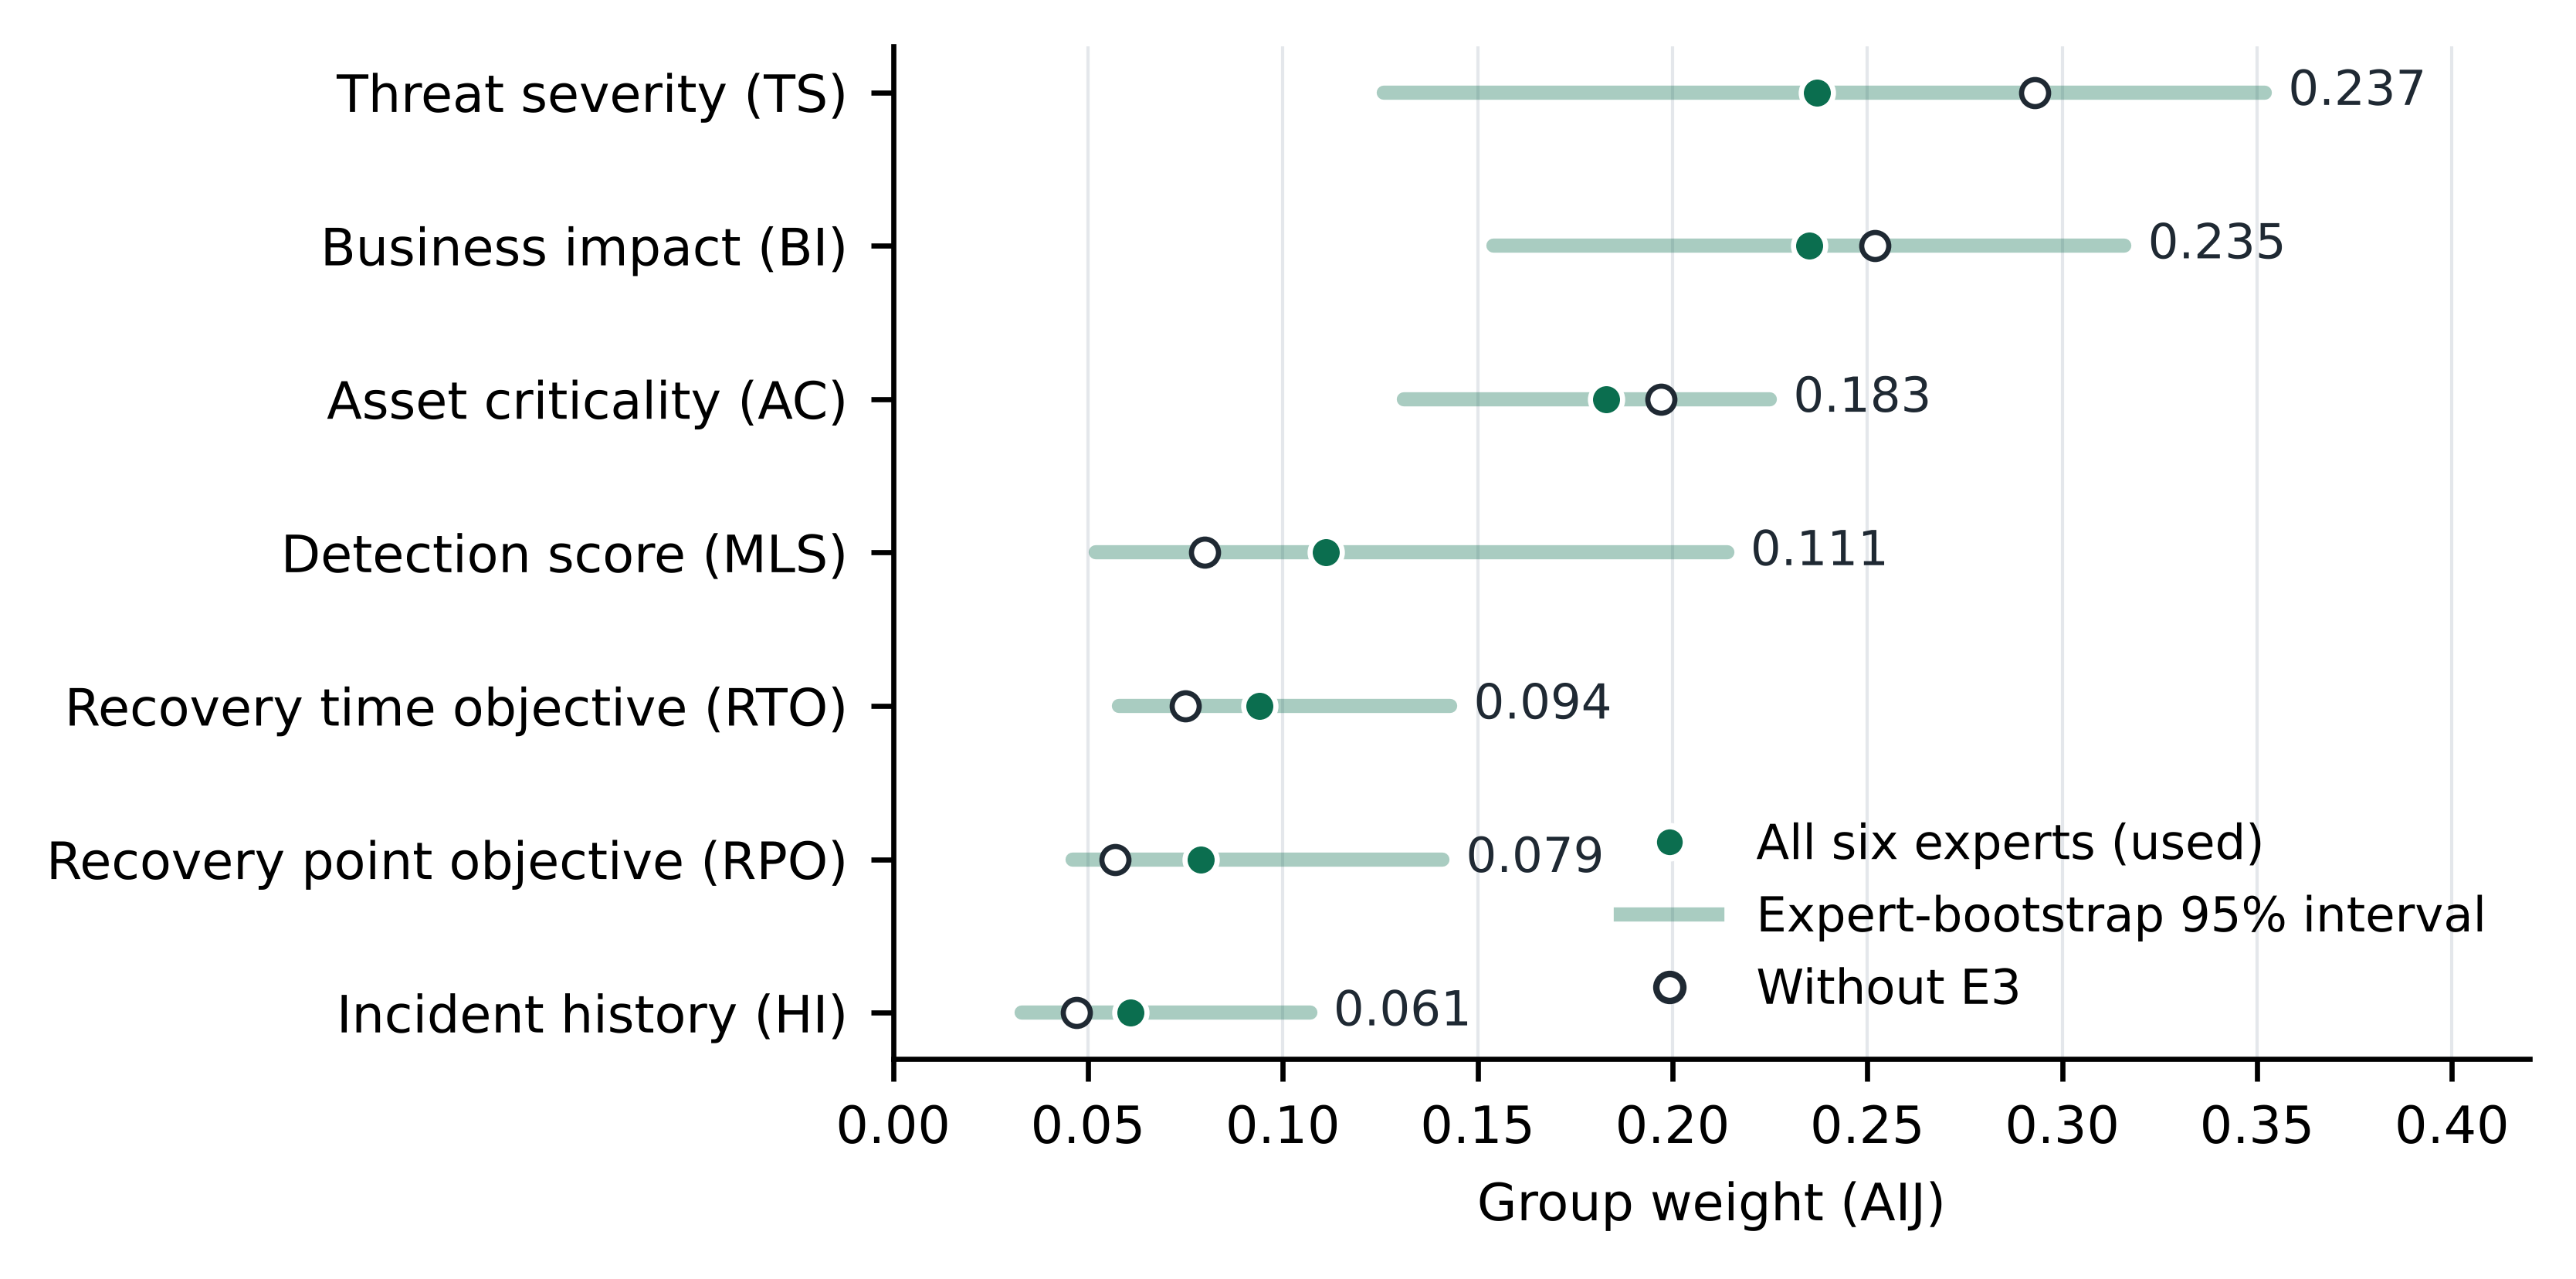 Threat severity (TS) 0.237
Business impact (BI) 0.235
Asset criticality (AC) 0.183
Detection score (MLS) 0.111
Recovery time objective (RTO) 0.094
Recovery point objective (RPO) 0.079
Incident history (HI) 0.061
All six experts (used)
Expert-bootstrap 95% interval
Without E3
0.00 0.05 0.10 0.15 0.20 0.25 0.30 0.35 0.40
Group weight (AIJ)